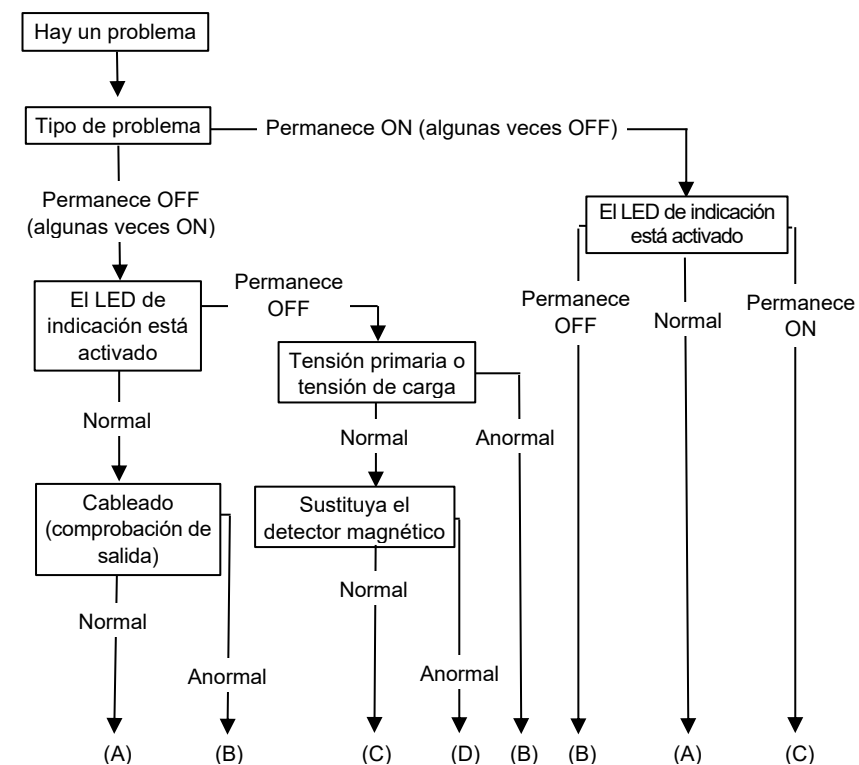 Hay un problema
Tipo de problema
Permanece ON (algunas veces OFF)
Permanece OFF
(algunas veces ON)
El LED de indicación
está activado
El LED de
indicación está
activado
Permanece
OFF
Permanece
OFF
Normal
Permanece
ON
Tensión primaria o
tensión de carga
Normal
Normal
Anormal
Cableado
(comprobación de
salida)
Sustituya el
detector magnético
Normal
Normal
Anormal
Anormal
(A)
(B)
(C)
(D)
(B)
(B)
(A)
(C)